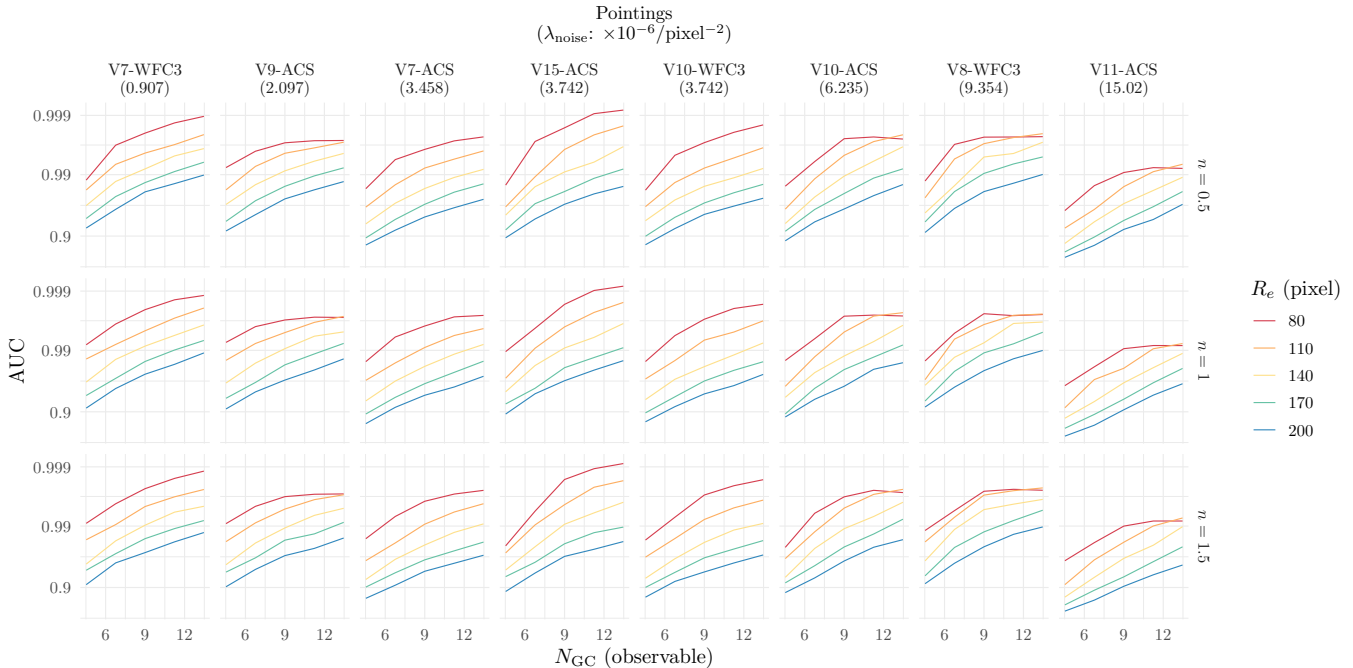 Pointings
(λnoise: ×10−6/pixel−2)
V7-WFC3 V9-ACS V7-ACS V15-ACS V10-WFC3 V10-ACS V8-WFC3 V11-ACS
(0.907) (2.097) (3.458) (3.742) (3.742) (6.235) (9.354) (15.02)
0.999
0.99
0.9
n = 0.5
0.999
0.99
0.9
n = 1
0.999
0.99
0.9
n = 1.5
AUC
6 9 12 6 9 12 6 9 12 6 9 12 6 9 12 6 9 12 6 9 12 6 9 12
NGC (observable)
Re (pixel)
80
110
140
170
200